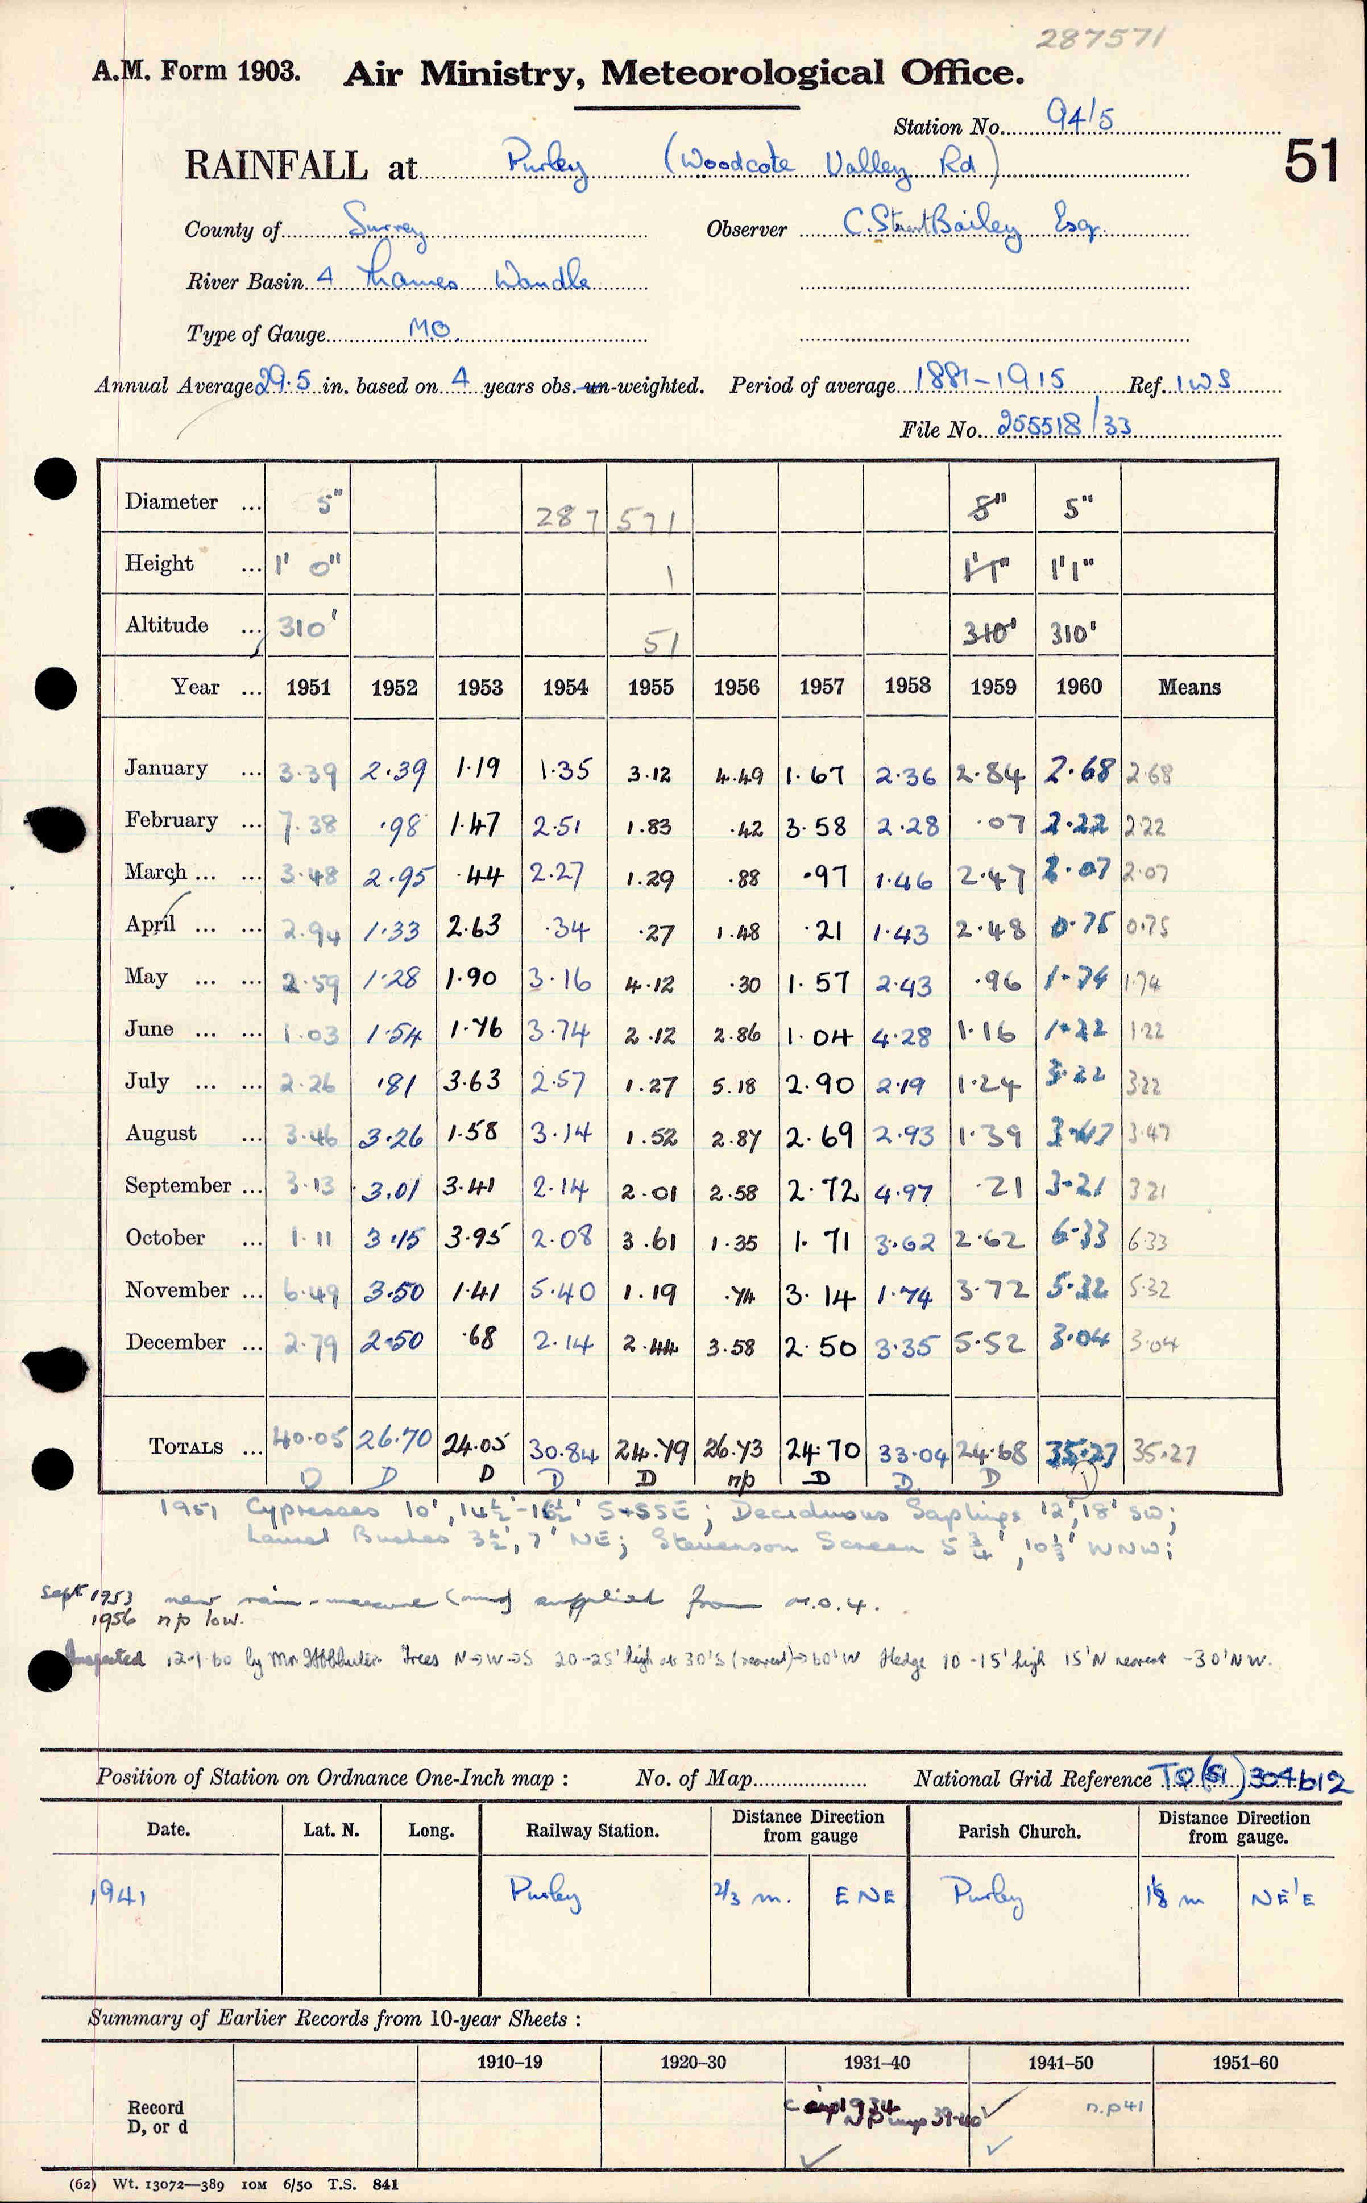 287571
A.M. Form 1903. Air Ministry, Meteorological Office.
Station No. 94/5
51
RAINFALL at Purley (Woodcote Valley Rd)
County of Surrey Observer C. Stuart Bailey Esq.
River Basin 4 Thames Wandle
Type of Gauge MO.
Annual Average 29.5 in. based on 4 years obs. un-weighted. Period of average 1881-1915 Ref. IWS
File No. 255518/33
Diameter ... 5" 287571 8" 5"
Height ... 1' 0" 1 1'1" 1'1"
Altitude ... 310' 51 310' 310'
Year ... 1951 1952 1953 1954 1955 1956 1957 1958 1959 1960 Means
January ... 3.39 2.39 1.19 1.35 3.12 4.49 1.67 2.36 2.84 2.68 2.68
February ... 7.38 .98 1.47 2.51 1.83 .42 3.58 2.28 .07 2.22 2.22
March ... ... 3.48 2.95 .44 2.27 1.29 .88 .97 1.46 2.47 2.07 2.07
April ... ... 2.94 1.33 2.63 .34 .27 1.48 .21 1.43 2.48 0.75 0.75
May ... ... 2.59 1.28 1.90 3.16 4.12 .30 1.57 2.43 .96 1.74 1.74
June ... ... 1.03 1.54 1.76 3.74 2.12 2.86 1.04 4.28 1.16 1.22 1.22
July ... ... 2.26 .81 3.63 2.57 1.27 5.18 2.90 2.19 1.24 3.22 3.22
August ... 3.46 3.26 1.58 3.14 1.52 2.87 2.69 2.93 1.39 3.47 3.47
September ... 3.13 3.01 3.41 2.14 2.01 2.58 2.72 4.97 .21 3.21 3.21
October ... 1.11 3.15 3.95 2.08 3.61 1.35 1.71 3.62 2.62 6.33 6.33
November ... 6.49 3.50 1.41 5.40 1.19 .74 3.14 1.74 3.72 5.32 5.32
December ... 2.79 2.50 .68 2.14 2.44 3.58 2.50 3.35 5.52 3.04 3.04
TOTALS ... 40.05 26.70 24.05 30.84 24.79 26.73 24.70 33.04 24.68 35.27 35.27
D D D D D np D D D D
1951 Cypresses 10', 14½'-16½' S+SSE; Deciduous Saplings 12', 18' SW;
Laurel Bushes 3½', 7' NE; Stevenson Screen 5¾', 10⅓' WNW;
Sept 1953 new rain-measure supplied from M.O.4.
1956 n/p low.
Inspected 12-1-60 by Mr Trees N→W→S 20-25' high at 30'S (nearest)→60'W Hedge 10-15' high 15'N nearest -30'NW.
Position of Station on Ordnance One-Inch map : No. of Map National Grid Reference TQ(51)304612
Date. Lat. N. Long. Railway Station. Distance Direction from gauge Parish Church. Distance Direction from gauge.
1941 Purley 2/3 m. ENE Purley 1⅛ m NE'E
Summary of Earlier Records from 10-year Sheets :
1910–19 1920–30 1931–40 1941–50 1951–60
Record
D, or d
1934 39-40 n.p41
(62) Wt. 13072—389 10M 6/50 T.S. 841